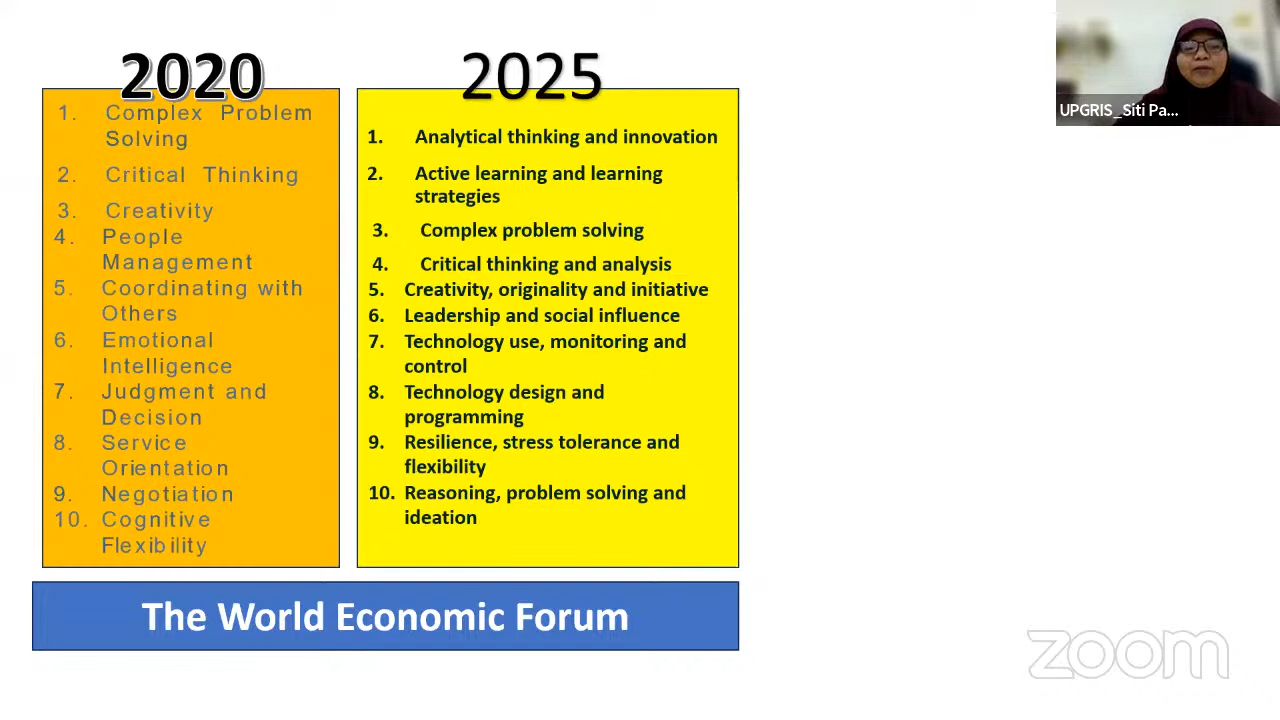 2020
1. Complex Problem
Solving
2. Critical Thinking
3. Creativity
4. People
Management
5. Coordinating with
Others
6. Emotional
Intelligence
7. Judgment and
Decision
8. Service
Orientation
9. Negotiation
10. Cognitive
Flexibility
2025
1. Analytical thinking and innovation
2. Active learning and learning
strategies
3. Complex problem solving
4. Critical thinking and analysis
5. Creativity, originality and initiative
6. Leadership and social influence
7. Technology use, monitoring and
control
8. Technology design and
programming
9. Resilience, stress tolerance and
flexibility
10. Reasoning, problem solving and
ideation
The World Economic Forum
UPGRIS_Siti Pa...
zoom